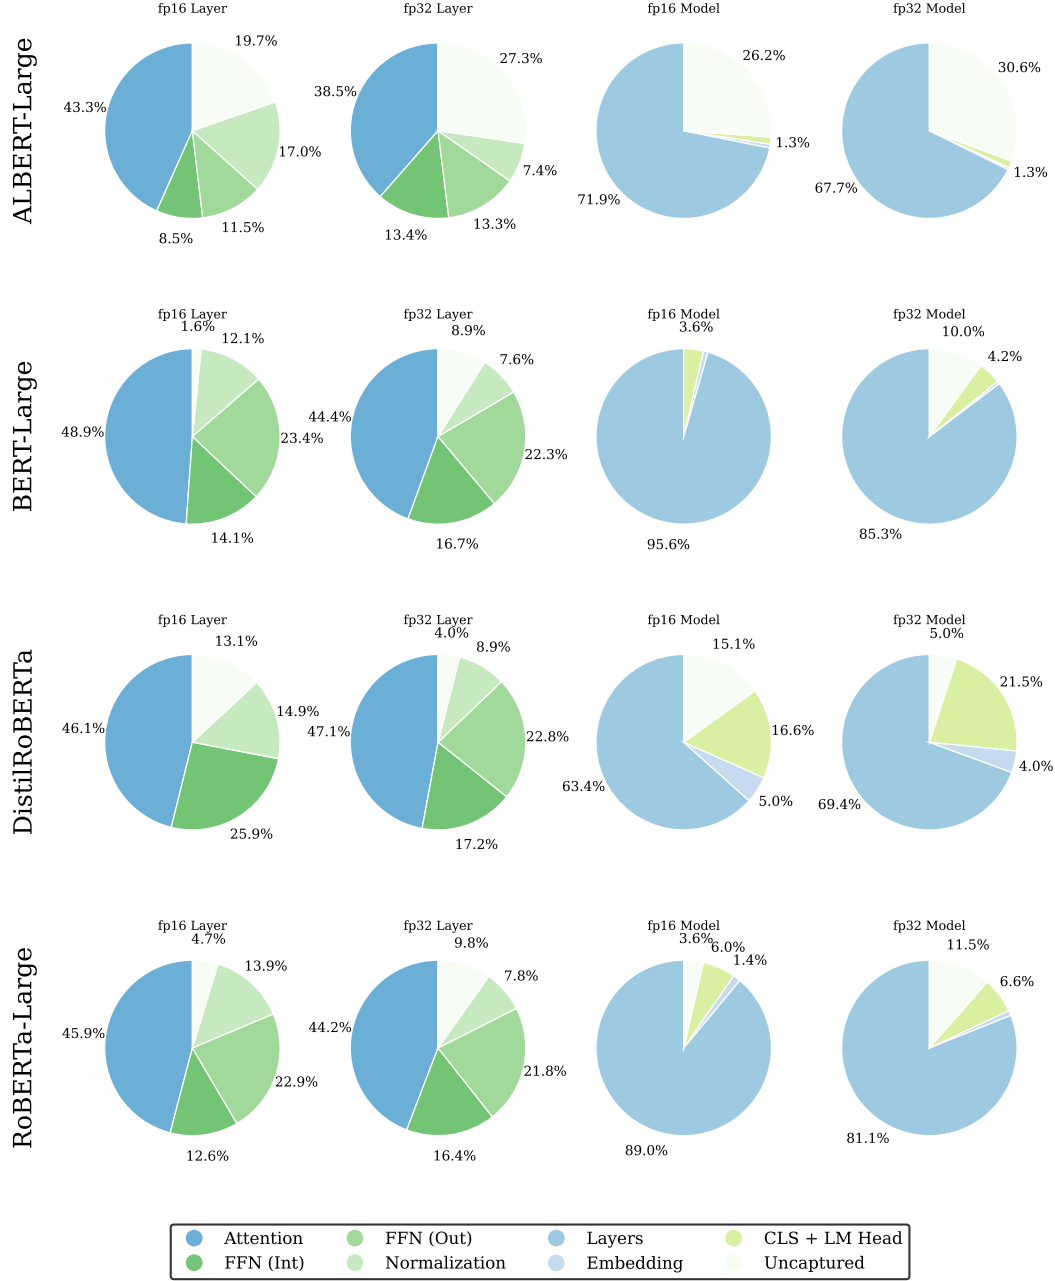 fp16 Layer
fp32 Layer
fp16 Model
fp32 Model
ALBERT-Large
19.7%
43.3%
17.0%
11.5%
8.5%
27.3%
38.5%
7.4%
13.3%
13.4%
26.2%
1.3%
71.9%
30.6%
1.3%
67.7%
fp16 Layer
fp32 Layer
fp16 Model
fp32 Model
BERT-Large
1.6%
12.1%
48.9%
23.4%
14.1%
8.9%
7.6%
44.4%
22.3%
16.7%
3.6%
95.6%
10.0%
4.2%
85.3%
fp16 Layer
fp32 Layer
fp16 Model
fp32 Model
DistilRoBERTa
13.1%
46.1%
14.9%
25.9%
4.0%
8.9%
47.1%
22.8%
17.2%
15.1%
16.6%
63.4%
5.0%
5.0%
21.5%
4.0%
69.4%
fp16 Layer
fp32 Layer
fp16 Model
fp32 Model
RoBERTa-Large
4.7%
13.9%
45.9%
22.9%
12.6%
9.8%
7.8%
44.2%
21.8%
16.4%
3.6%
6.0%
1.4%
89.0%
11.5%
6.6%
81.1%
Attention
FFN (Out)
Layers
CLS + LM Head
FFN (Int)
Normalization
Embedding
Uncaptured